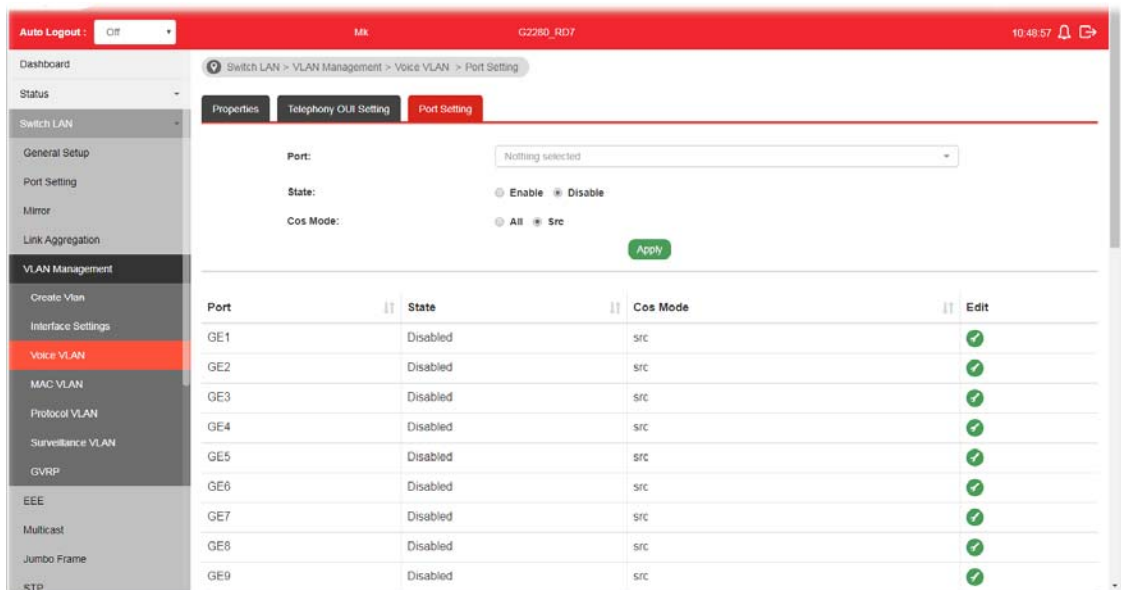 Auto Logout : Off Mk G2280_RD7 10:48:57
Dashboard
Status
Switch LAN
General Setup
Port Setting
Mirror
Link Aggregation
VLAN Management
Create Vlan
Interface Settings
Voice VLAN
MAC VLAN
Protocol VLAN
Surveillance VLAN
GVRP
EEE
Multicast
Jumbo Frame
STP
Switch LAN > VLAN Management > Voice VLAN > Port Setting
Properties Telephony OUI Setting Port Setting
Port: Nothing selected
State: Enable Disable
Cos Mode: All Src
Apply
Port State Cos Mode Edit
GE1 Disabled src
GE2 Disabled src
GE3 Disabled src
GE4 Disabled src
GE5 Disabled src
GE6 Disabled src
GE7 Disabled src
GE8 Disabled src
GE9 Disabled src